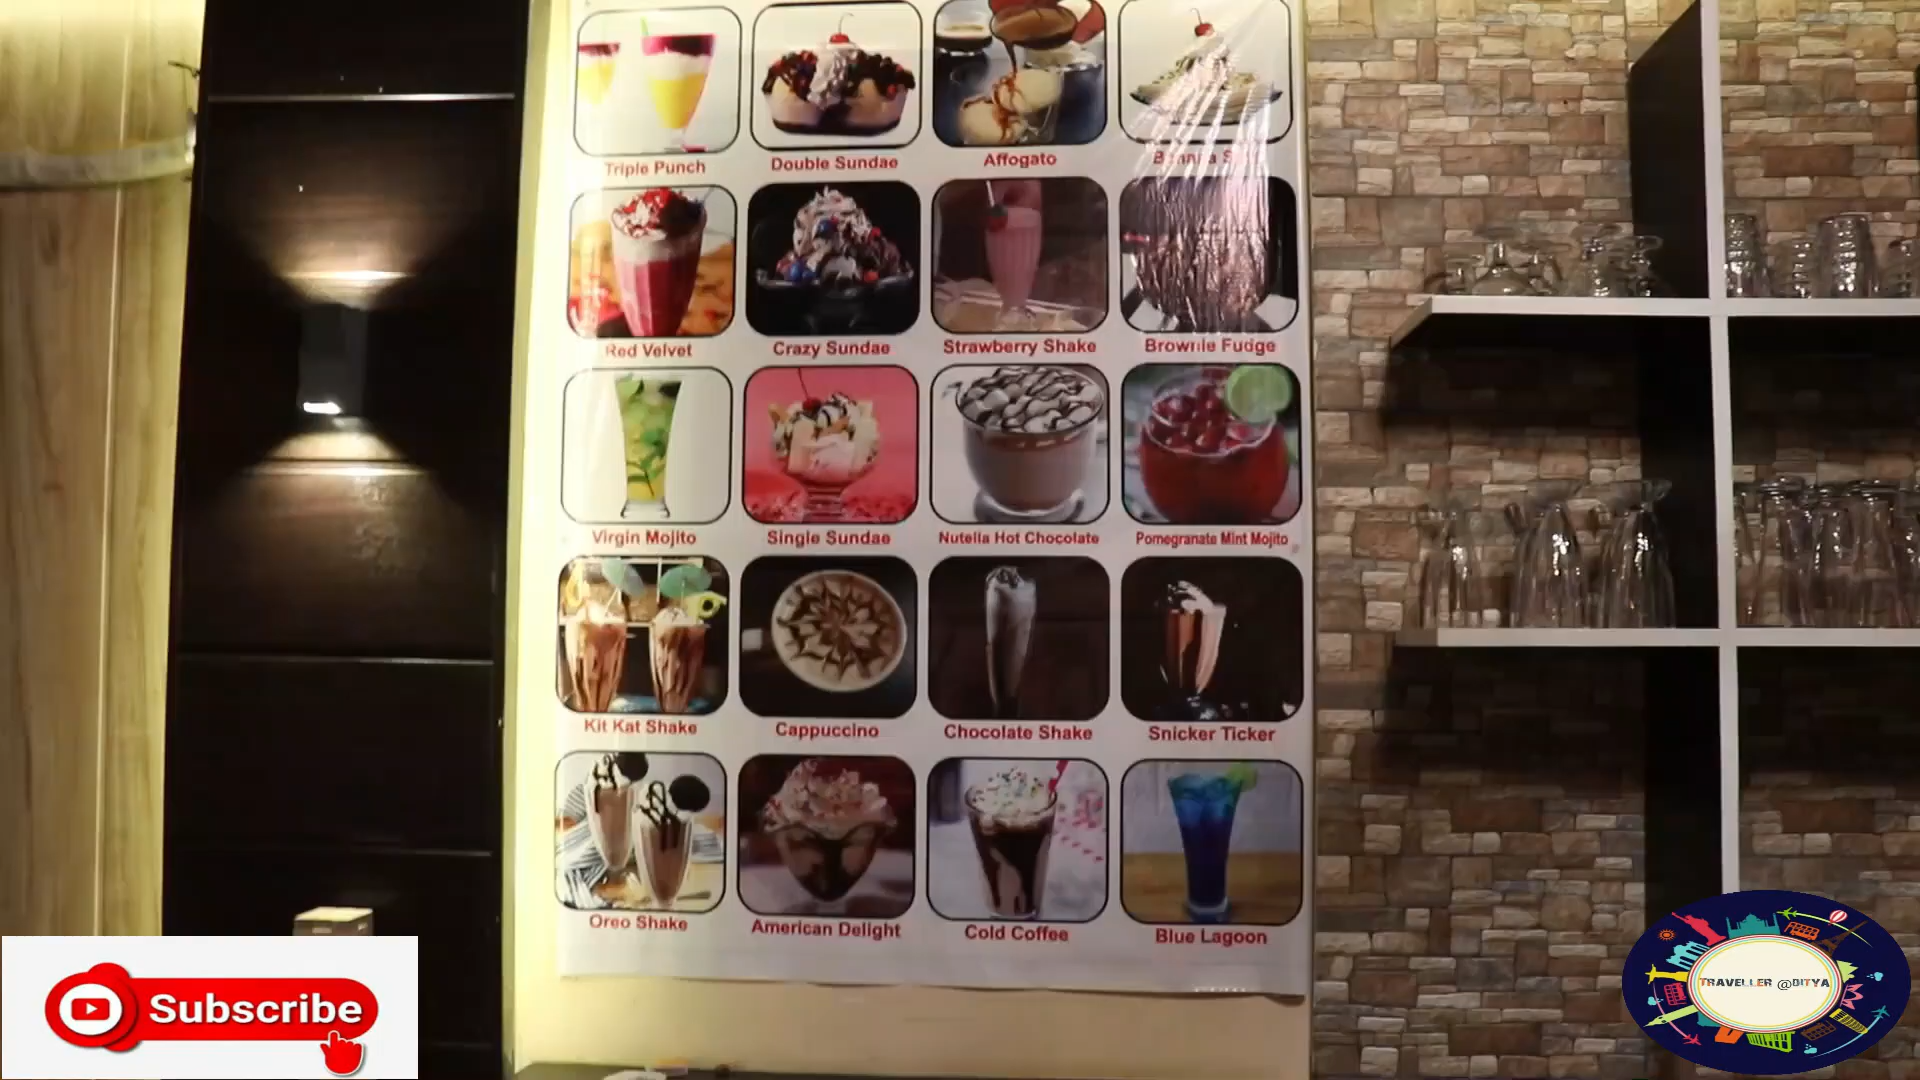 Triple Punch
Double Sundae
Affogato
Red Velvet
Crazy Sundae
Strawberry Shake
Brownie Fudge
Virgin Mojito
Single Sundae
Nutella Hot Chocolate
Pomegranate Mint Mojito
Kit Kat Shake
Cappuccino
Chocolate Shake
Snicker Ticker
Oreo Shake
American Delight
Cold Coffee
Blue Lagoon
Subscribe
TRAVELLER @DITYA